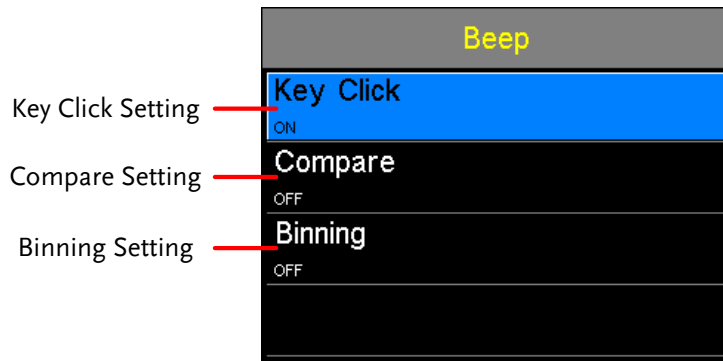 Beep
Key Click Setting
Key Click
ON
Compare Setting
Compare
OFF
Binning Setting
Binning
OFF